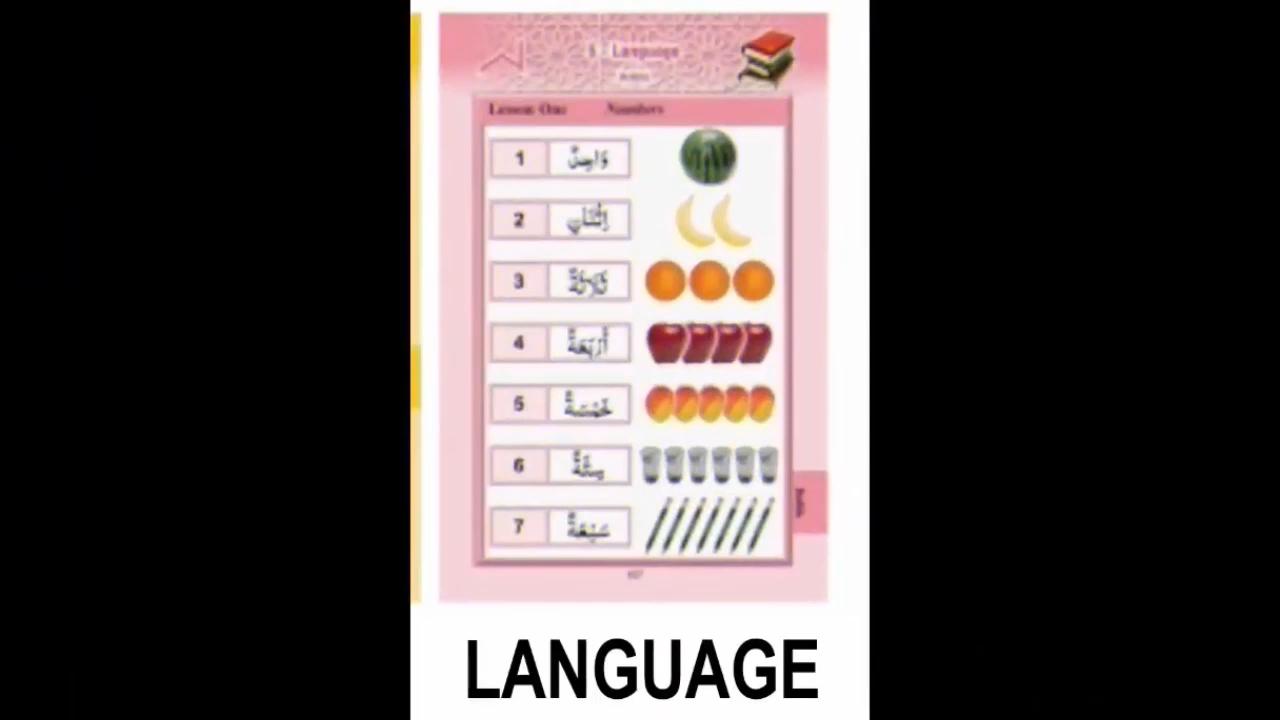 Language
Lesson One Numbers
1 وَاحِدٌ
2 اِثْنَانِ
3 ثَلَاثَةٌ
4 أَرْبَعَةٌ
5 خَمْسَةٌ
6 سِتَّةٌ
7 سَبْعَةٌ
LANGUAGE